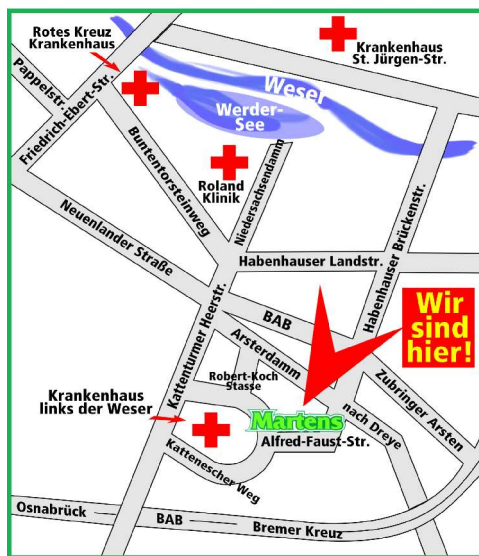 Rotes Kreuz
Krankenhaus
Krankenhaus
St. Jürgen-Str.
Pappelstr.
Friedrich-Ebert-Str.
Weser
Werder-
See
Buntentorsteinweg
Roland
Klinik
Niedersachsendamm
Neuenlander Straße
Habenhauser Landstr.
Habenhauser Brückenstr.
Kattenturmer Heerstr.
BAB
Wir
sind
hier!
Arsterdamm
Robert-Koch
Stasse
Zubringer Arsten
Krankenhaus
links der Weser
Martens
nach Dreye
Alfred-Faust-Str.
Kattenescher Weg
Osnabrück
BAB
Bremer Kreuz